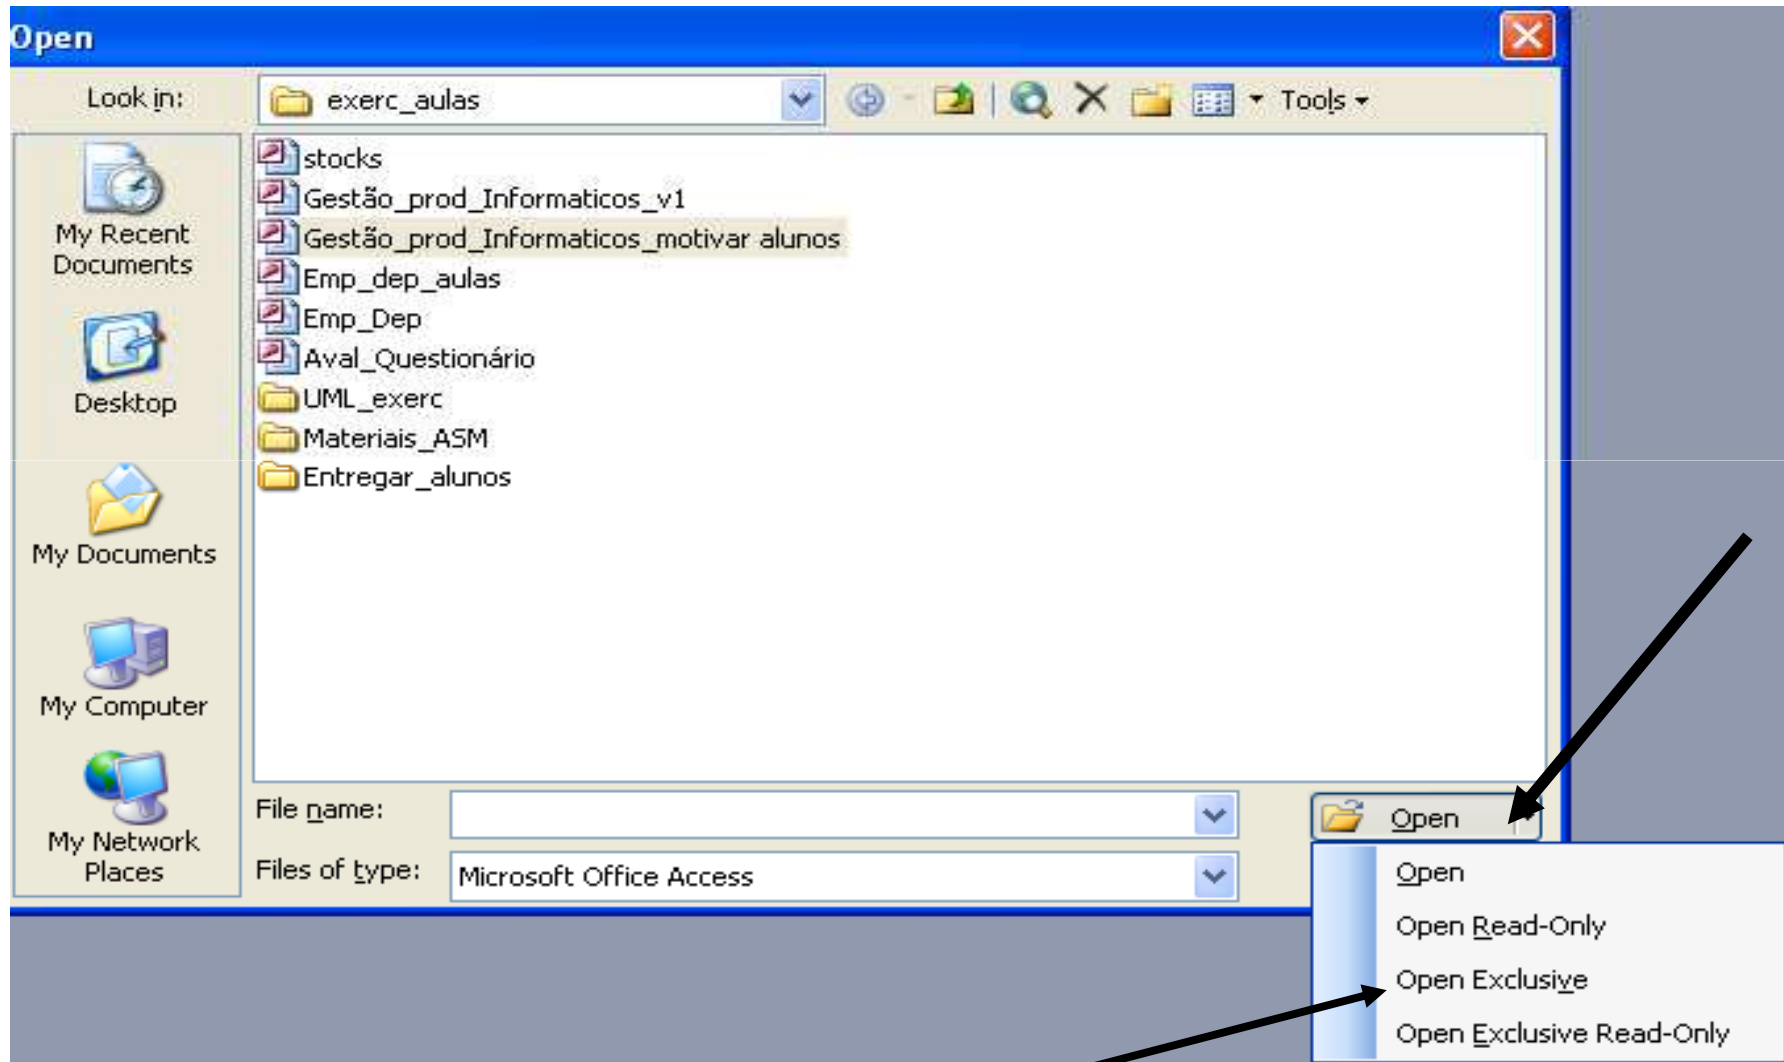 Open
Look in:
exerc_aulas
Tools
stocks
Gestão_prod_Informaticos_v1
Gestão_prod_Informaticos_motivar alunos
Emp_dep_aulas
Emp_Dep
Aval_Questionário
UML_exerc
Materiais_ASM
Entregar_alunos
My Recent
Documents
Desktop
My Documents
My Computer
My Network
Places
File name:
Open
Files of type:
Microsoft Office Access
Open
Open Read-Only
Open Exclusive
Open Exclusive Read-Only